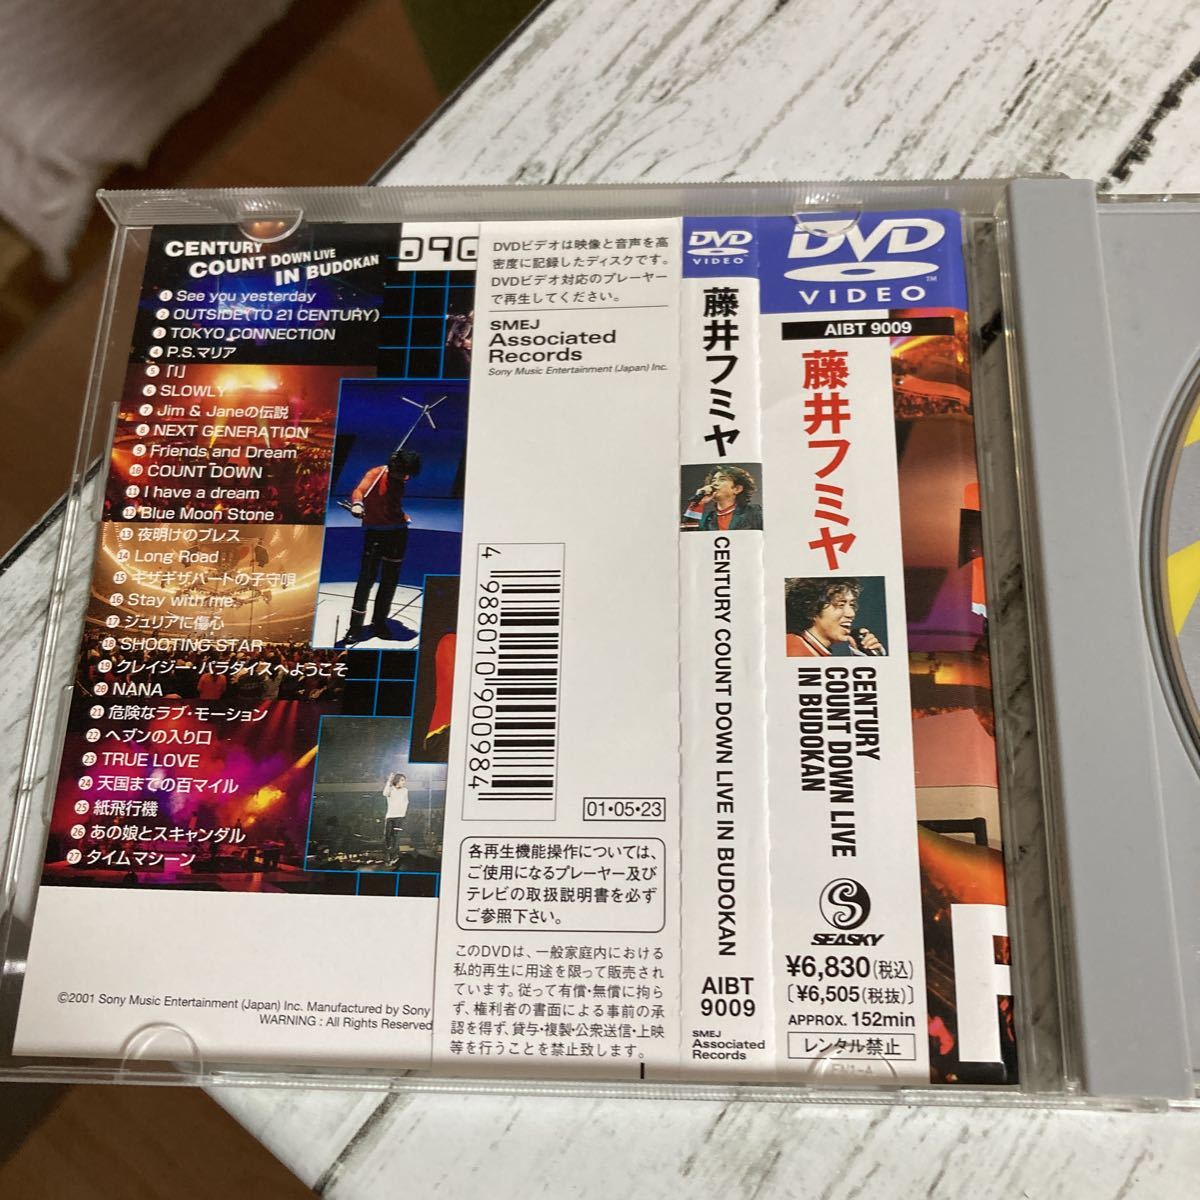 CENTURY
COUNT DOWN LIVE
IN BUDOKAN
1 See you yesterday
2 OUTSIDE (TO 21 CENTURY)
3 TOKYO CONNECTION
4 P.S.マリア
5 「I」
6 SLOWLY
7 Jim & Janeの伝説
8 NEXT GENERATION
9 Friends and Dream
10 COUNT DOWN
11 I have a dream
12 Blue Moon Stone
13 夜明けのブレス
14 Long Road
15 ギザギザハートの子守唄
16 Stay with me.
17 ジュリアに傷心
18 SHOOTING STAR
19 クレイジー・パラダイスへようこそ
20 NANA
21 危険なラブ・モーション
22 ヘブンの入り口
23 TRUE LOVE
24 天国までの百マイル
25 紙飛行機
26 あの娘とスキャンダル
27 タイムマシーン
©2001 Sony Music Entertainment (Japan) Inc. Manufactured by Sony
WARNING : All Rights Reserved
DVDビデオは映像と音声を高
密度に記録したディスクです。
DVDビデオ対応のプレーヤー
で再生してください。
SMEJ
Associated
Records
Sony Music Entertainment (Japan) Inc.
4 988010 900984
01・05・23
各再生機能操作については、
ご使用になるプレーヤー及び
テレビの取扱説明書を必ず
ご参照下さい。
このDVDは、一般家庭内における
私的再生に用途を限って販売され
ています。従って有償・無償に拘ら
ず、権利者の書面による事前の承
認を得ず、貸与・複製・公衆送信・上映
等を行うことを禁止致します。
DVD
VIDEO™
藤井フミヤ
CENTURY COUNT DOWN LIVE IN BUDOKAN
AIBT
9009
SMEJ
Associated
Records
DVD
VIDEO™
AIBT 9009
藤井フミヤ
CENTURY
COUNT DOWN LIVE
IN BUDOKAN
SEASKY
¥6,830(税込)
〔¥6,505(税抜)〕
APPROX. 152min
レンタル禁止